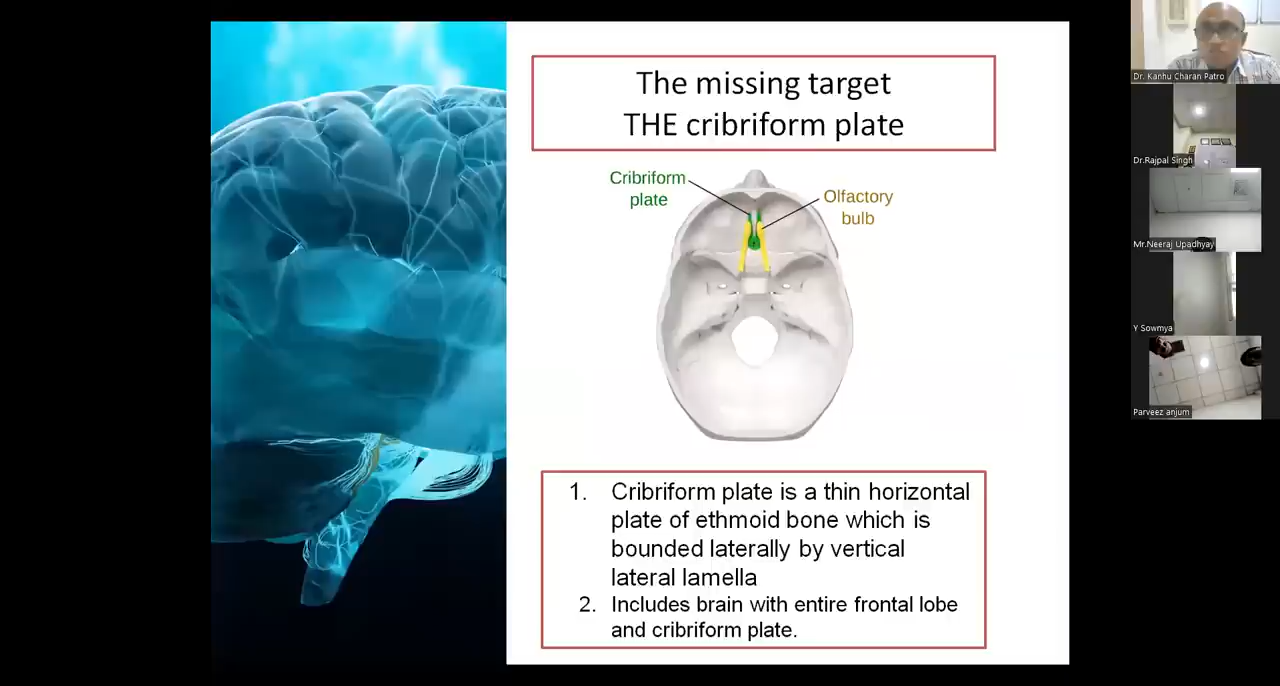 The missing target
THE cribriform plate
Cribriform
plate
Olfactory
bulb
1. Cribriform plate is a thin horizontal
plate of ethmoid bone which is
bounded laterally by vertical
lateral lamella
2. Includes brain with entire frontal lobe
and cribriform plate.
Dr. Kanhu Charan Patro
Dr.Rajpal Singh
Mr.Neeraj Upadhyay
Y Sowmya
Parveez anjum